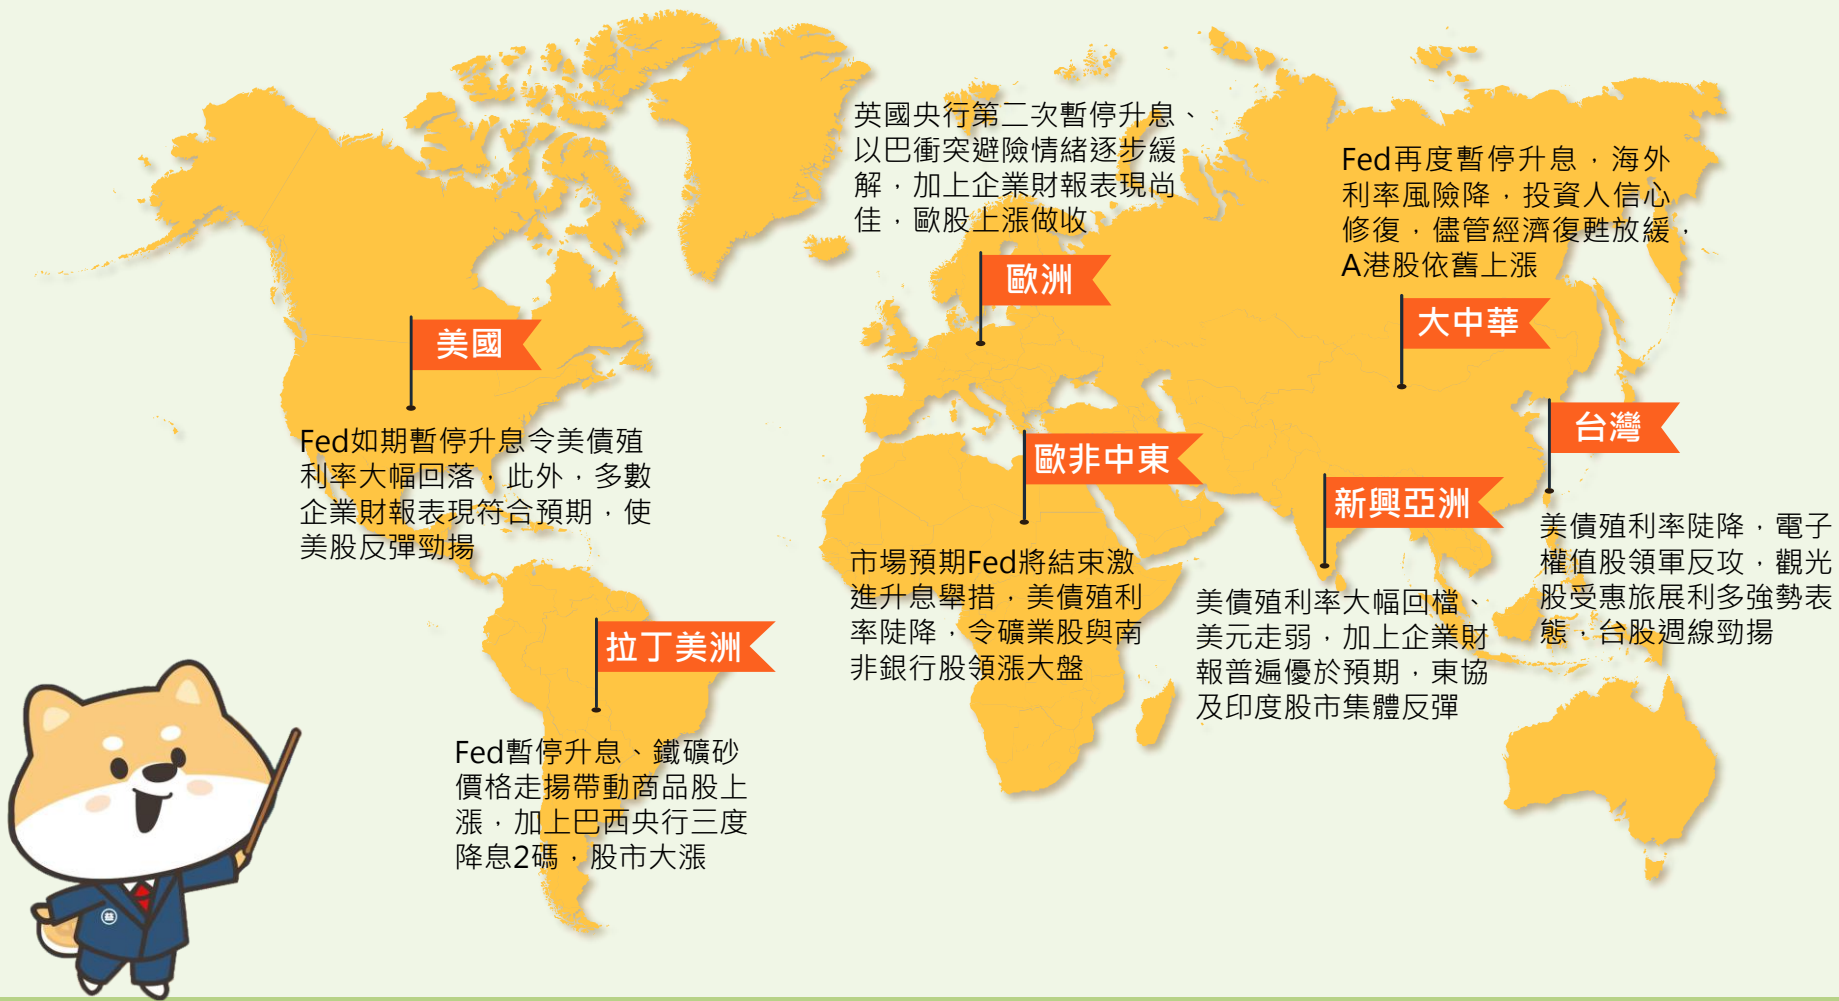 美國
Fed如期暫停升息令美債殖
利率大幅回落，此外，多數
企業財報表現符合預期，使
美股反彈勁揚
拉丁美洲
Fed暫停升息、鐵礦砂
價格走揚帶動商品股上
漲，加上巴西央行三度
降息2碼，股市大漲
英國央行第二次暫停升息、
以巴衝突避險情緒逐步緩
解，加上企業財報表現尚
佳，歐股上漲做收
歐洲
歐非中東
市場預期Fed將結束激
進升息舉措，美債殖利
率陡降，令礦業股與南
非銀行股領漲大盤
Fed再度暫停升息，海外
利率風險降，投資人信心
修復，儘管經濟復甦放緩，
A港股依舊上漲
大中華
新興亞洲
美債殖利率大幅回檔、
美元走弱，加上企業財
報普遍優於預期，東協
及印度股市集體反彈
台灣
美債殖利率陡降，電子
權值股領軍反攻，觀光
股受惠旅展利多強勢表
態，台股週線勁揚